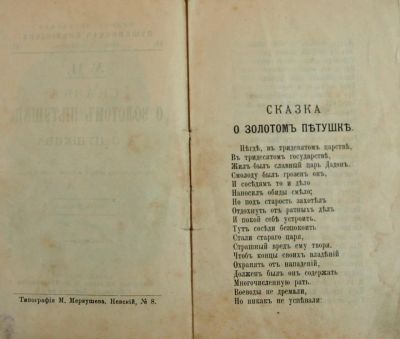 Типографія М. Меркушева, Невскій, № 8.
СКАЗКА
О ЗОЛОТОМЪ ПѢТУШКѢ.
Нѣгдѣ, въ тридевятомъ царствѣ,
Въ тридесятомъ государствѣ,
Жилъ былъ славный царь Дадонъ.
Смолоду былъ грозенъ онъ,
И сосѣдамъ то и дѣло
Наносилъ обиды смѣло;
Но подъ старость захотѣлъ
Отдохнуть отъ ратныхъ дѣлъ
И покой себѣ устроить.
Тутъ сосѣди безпокоить
Стали стараго царя,
Страшный вредъ ему творя.
Чтобъ концы своихъ владѣній
Охранять отъ нападеній,
Долженъ былъ онъ содержать
Многочисленную рать.
Воеводы не дремали,
Но никакъ не успѣвали: